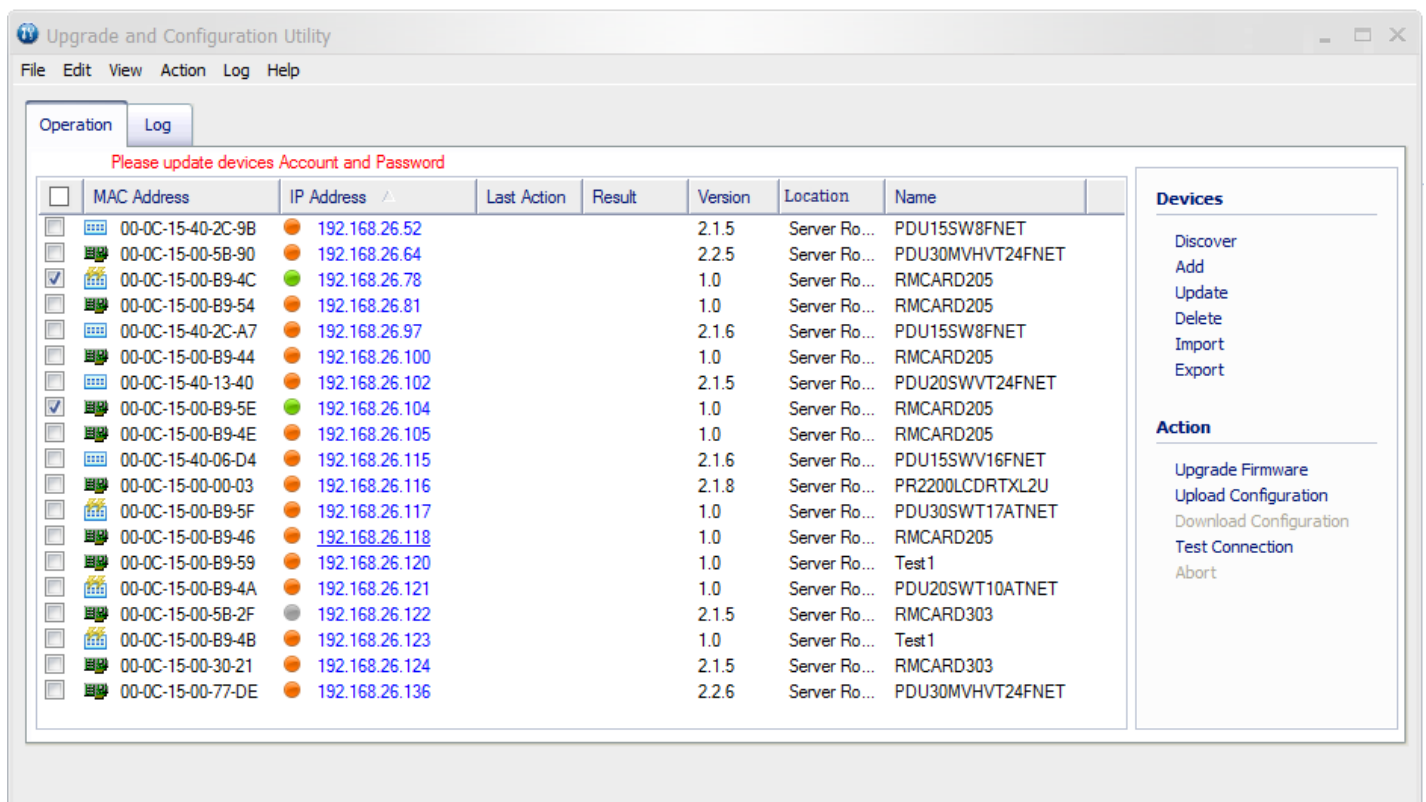 Upgrade and Configuration Utility
File Edit View Action Log Help
Operation Log
Please update devices Account and Password
MAC Address IP Address Last Action Result Version Location Name
00-0C-15-40-2C-9B 192.168.26.52 2.1.5 Server Ro... PDU15SW8FNET
00-0C-15-00-5B-90 192.168.26.64 2.2.5 Server Ro... PDU30MVHVT24FNET
00-0C-15-00-B9-4C 192.168.26.78 1.0 Server Ro... RMCARD205
00-0C-15-00-B9-54 192.168.26.81 1.0 Server Ro... RMCARD205
00-0C-15-40-2C-A7 192.168.26.97 2.1.6 Server Ro... PDU15SW8FNET
00-0C-15-00-B9-44 192.168.26.100 1.0 Server Ro... RMCARD205
00-0C-15-40-13-40 192.168.26.102 2.1.5 Server Ro... PDU20SWVT24FNET
00-0C-15-00-B9-5E 192.168.26.104 1.0 Server Ro... RMCARD205
00-0C-15-00-B9-4E 192.168.26.105 1.0 Server Ro... RMCARD205
00-0C-15-40-06-D4 192.168.26.115 2.1.6 Server Ro... PDU15SWV16FNET
00-0C-15-00-00-03 192.168.26.116 2.1.8 Server Ro... PR2200LCDRTXL2U
00-0C-15-00-B9-5F 192.168.26.117 1.0 Server Ro... PDU30SWT17ATNET
00-0C-15-00-B9-46 192.168.26.118 1.0 Server Ro... RMCARD205
00-0C-15-00-B9-59 192.168.26.120 1.0 Server Ro... Test1
00-0C-15-00-B9-4A 192.168.26.121 1.0 Server Ro... PDU20SWT10ATNET
00-0C-15-00-5B-2F 192.168.26.122 2.1.5 Server Ro... RMCARD303
00-0C-15-00-B9-4B 192.168.26.123 1.0 Server Ro... Test1
00-0C-15-00-30-21 192.168.26.124 2.1.5 Server Ro... RMCARD303
00-0C-15-00-77-DE 192.168.26.136 2.2.6 Server Ro... PDU30MVHVT24FNET
Devices
Discover
Add
Update
Delete
Import
Export
Action
Upgrade Firmware
Upload Configuration
Download Configuration
Test Connection
Abort